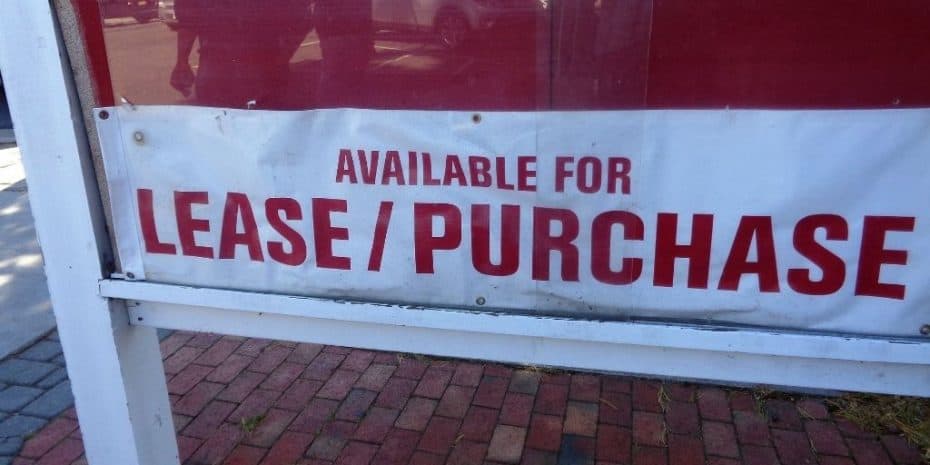 AVAILABLE FOR
LEASE / PURCHASE